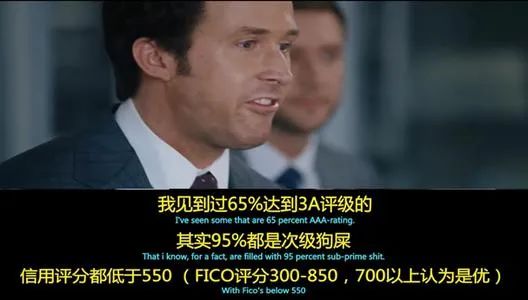 我见到过65%达到3A评级的
I've seen some that are 65 percent AAA-rating.
其实95%都是次级狗屎
That i know, for a fact, are filled with 95 percent sub-prime shit.
信用评分都低于550 （FICO评分300-850，700以上认为是优）
With Fico's below 550